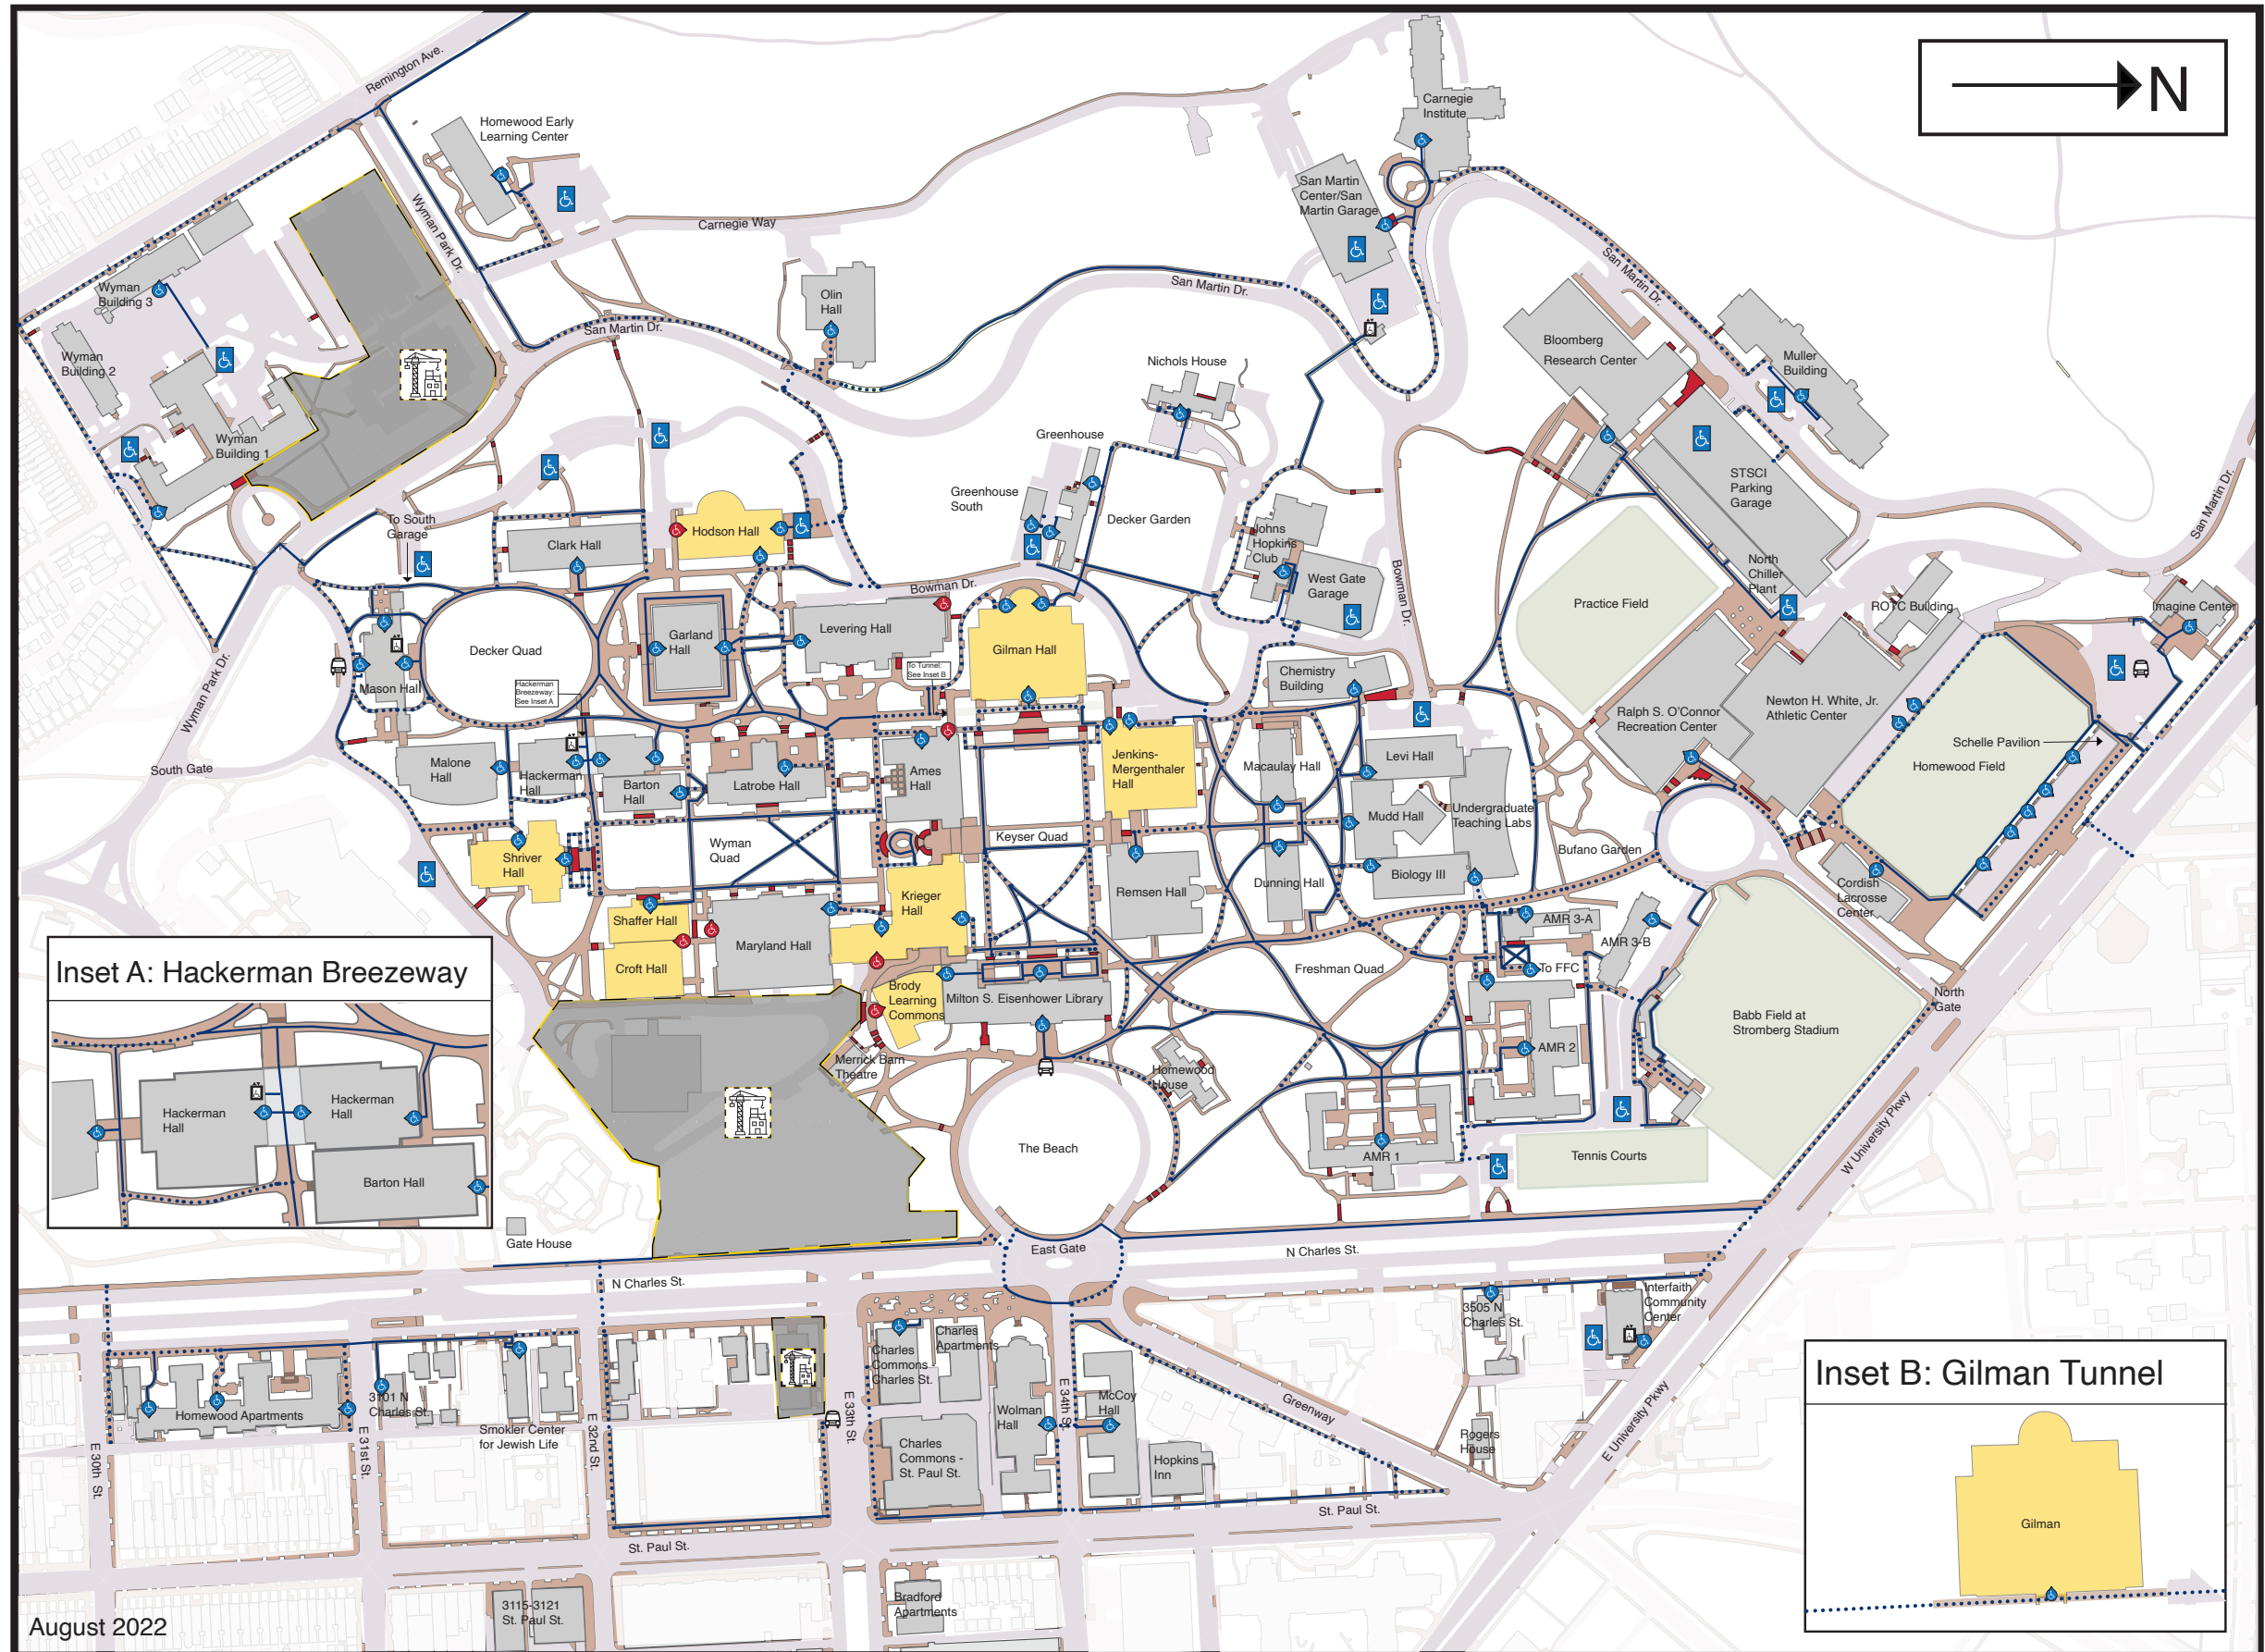 N
Remington Ave.
Homewood Early
Learning Center
Wyman Park Dr.
Carnegie
Institute
San Martin
Center/San
Martin Garage
Carnegie Way
San Martin Dr.
San Martin Dr.
San Martin Dr.
San Martin Dr.
Wyman
Building 3
Wyman
Building 2
Wyman
Building 1
Olin
Hall
Nichols House
Bloomberg
Research Center
Muller
Building
STSCI
Parking
Garage
Greenhouse
Greenhouse
South
Decker Garden
Johns
Hopkins
Club
West Gate
Garage
Bowman Dr.
Bowman Dr.
To South
Garage
Clark Hall
Hodson Hall
North
Chiller
Plant
Practice Field
ROTC Building
Imagine Center
Decker Quad
Garland
Hall
Levering Hall
Gilman Hall
To Tunnel:
See Inset B
Hackerman
Breezeway:
See Inset A
Mason Hall
Wyman Park Dr.
South Gate
Chemistry
Building
Ralph S. O'Connor
Recreation Center
Newton H. White, Jr.
Athletic Center
Schelle Pavilion
Homewood Field
Malone
Hall
Hackerman
Hall
Barton
Hall
Latrobe Hall
Ames
Hall
Jenkins-
Mergenthaler
Hall
Macaulay Hall
Levi Hall
Mudd Hall
Undergraduate
Teaching Labs
Keyser Quad
Wyman
Quad
Shriver
Hall
Bufano Garden
Biology III
Dunning Hall
Remsen Hall
Krieger
Hall
Shaffer Hall
Croft Hall
Maryland Hall
Cordish
Lacrosse
Center
AMR 3-A
AMR 3-B
To FFC
Freshman Quad
Brody
Learning
Commons
Milton S. Eisenhower Library
North
Gate
Babb Field at
Stromberg Stadium
Merrick Barn
Theatre
Homewood
House
AMR 2
AMR 1
The Beach
Tennis Courts
W University Pkwy
Inset A: Hackerman Breezeway
Hackerman
Hall
Hackerman
Hall
Barton Hall
Gate House
East Gate
N Charles St.
N Charles St.
Interfaith
Community
Center
3505 N
Charles St.
Charles
Apartments
Charles
Commons -
Charles St.
Homewood Apartments
3101 N
Charles St.
Smokler Center
for Jewish Life
E 30th St.
E 31st St.
E 32nd St.
E 33th St.
E 34th St.
Wolman
Hall
McCoy
Hall
Charles
Commons -
St. Paul St.
Hopkins
Inn
Greenway
Rogers
House
E University Pkwy
St. Paul St.
St. Paul St.
3115-3121
St. Paul St.
Bradford
Apartments
Inset B: Gilman Tunnel
Gilman
August 2022